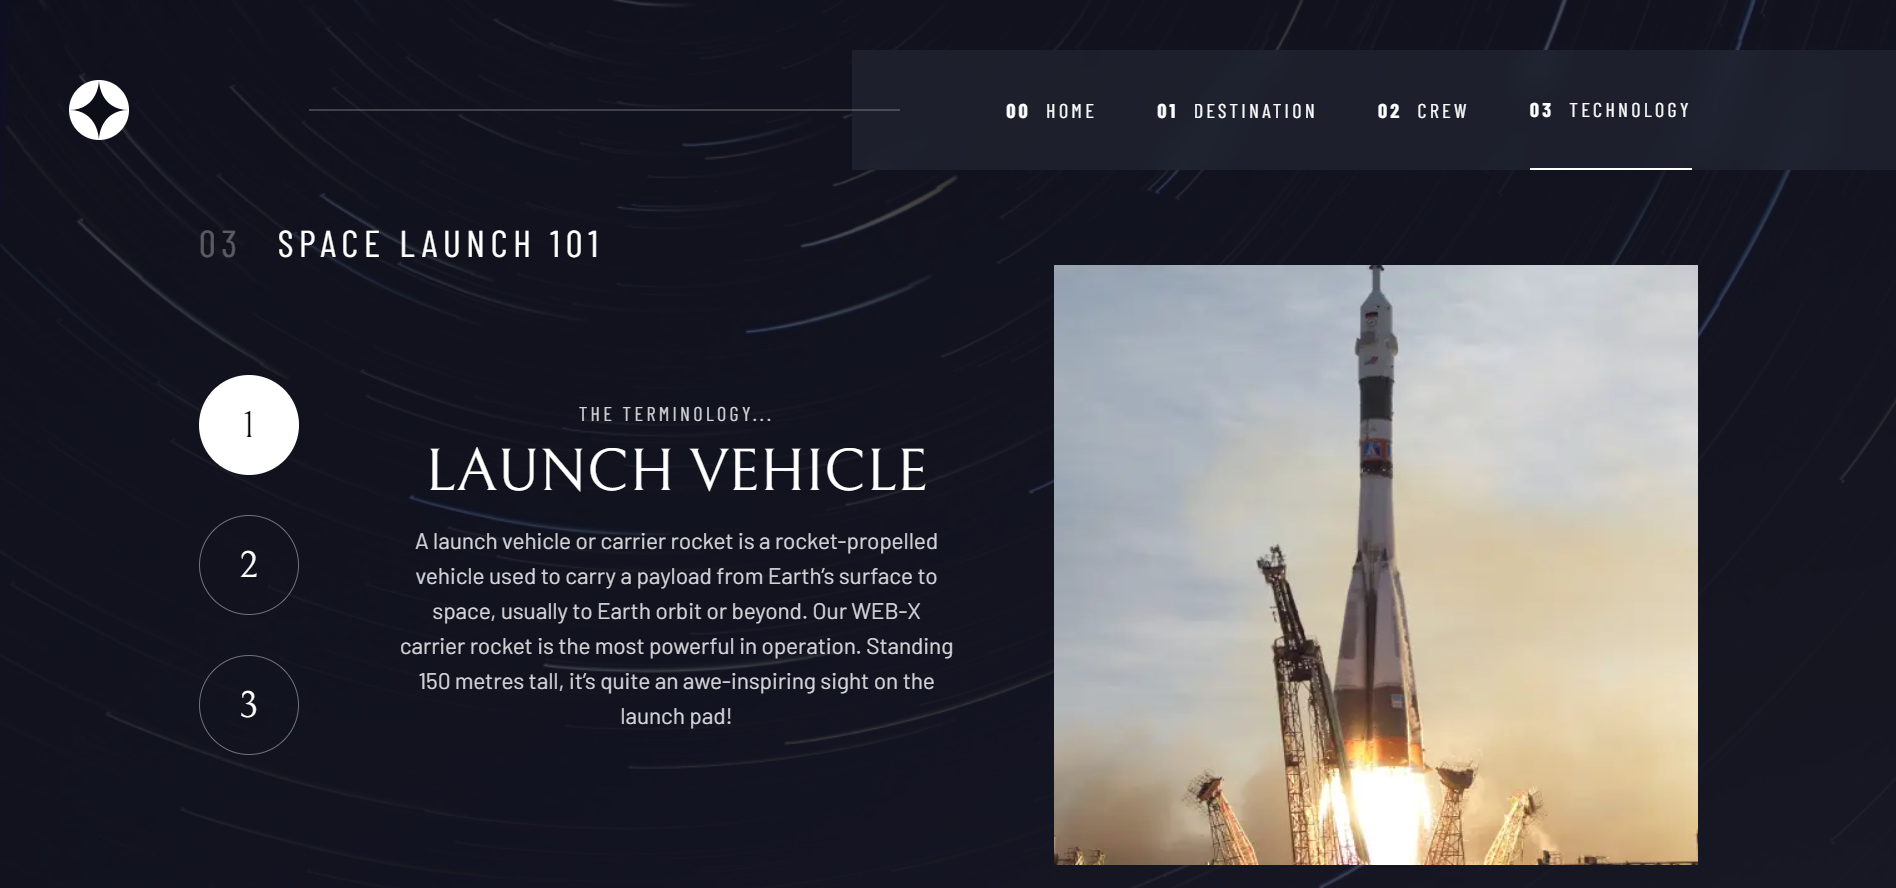 00 HOME 01 DESTINATION 02 CREW 03 TECHNOLOGY
03 SPACE LAUNCH 101
1
THE TERMINOLOGY...
LAUNCH VEHICLE
2
A launch vehicle or carrier rocket is a rocket-propelled
vehicle used to carry a payload from Earth’s surface to
space, usually to Earth orbit or beyond. Our WEB-X
carrier rocket is the most powerful in operation. Standing
150 metres tall, it’s quite an awe-inspiring sight on the
launch pad!
3